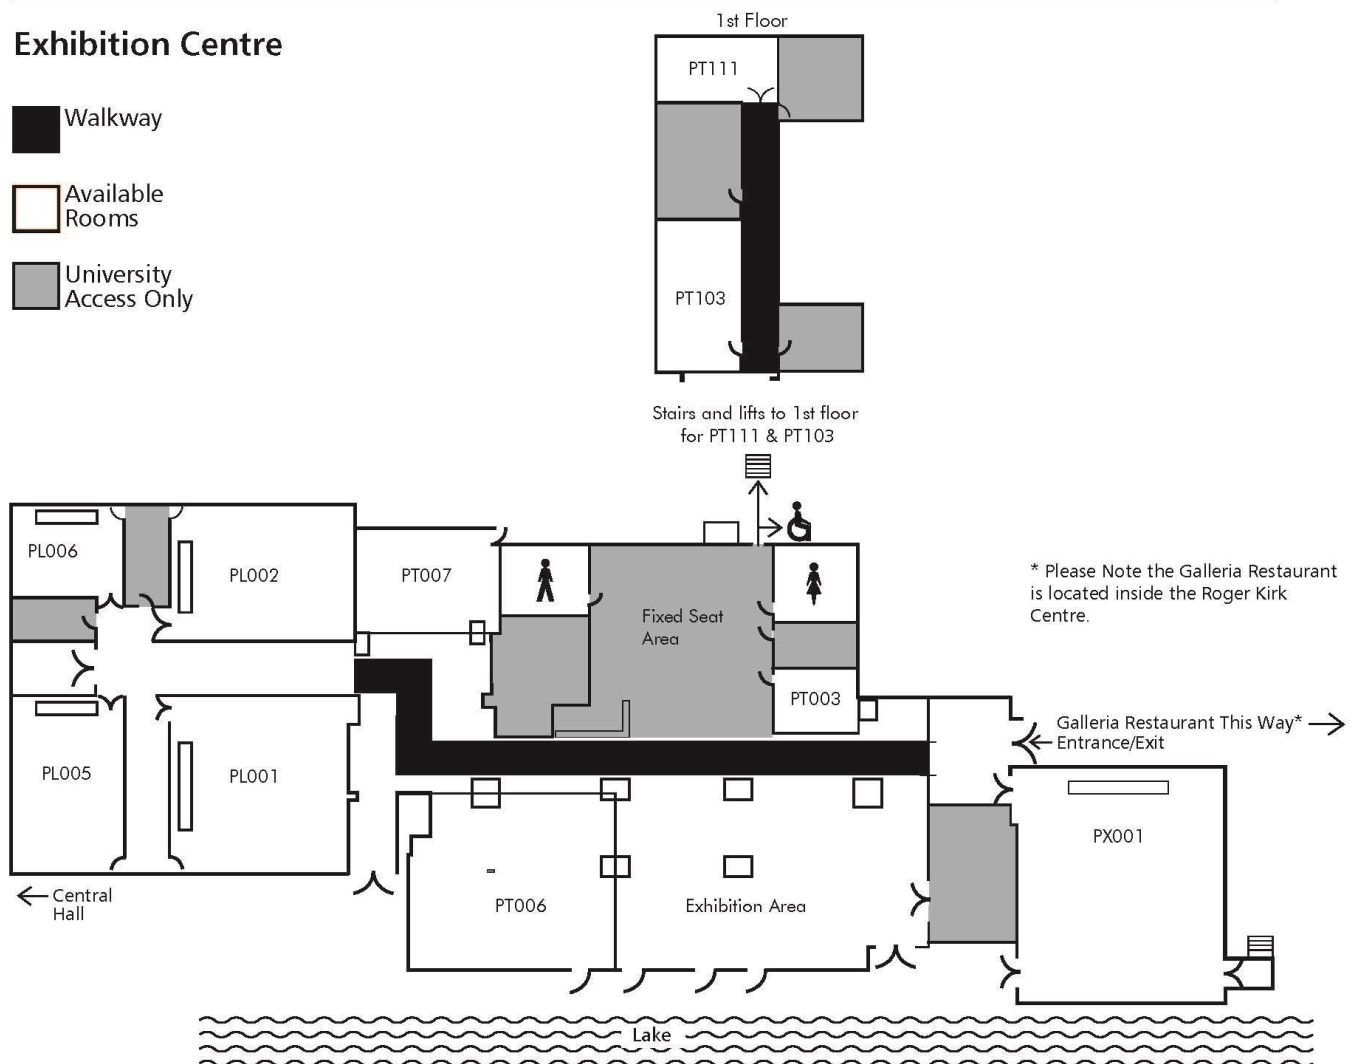 1st Floor
Exhibition Centre
PT111
Walkway
Available
Rooms
University
Access Only
PT103
Stairs and lifts to 1st floor
for PT111 & PT103
PL006
PL002
PT007
Fixed Seat
Area
* Please Note the Galleria Restaurant
is located inside the Roger Kirk
Centre.
PT003
Galleria Restaurant This Way*
Entrance/Exit
PL005
PL001
PX001
Central
Hall
PT006
Exhibition Area
Lake